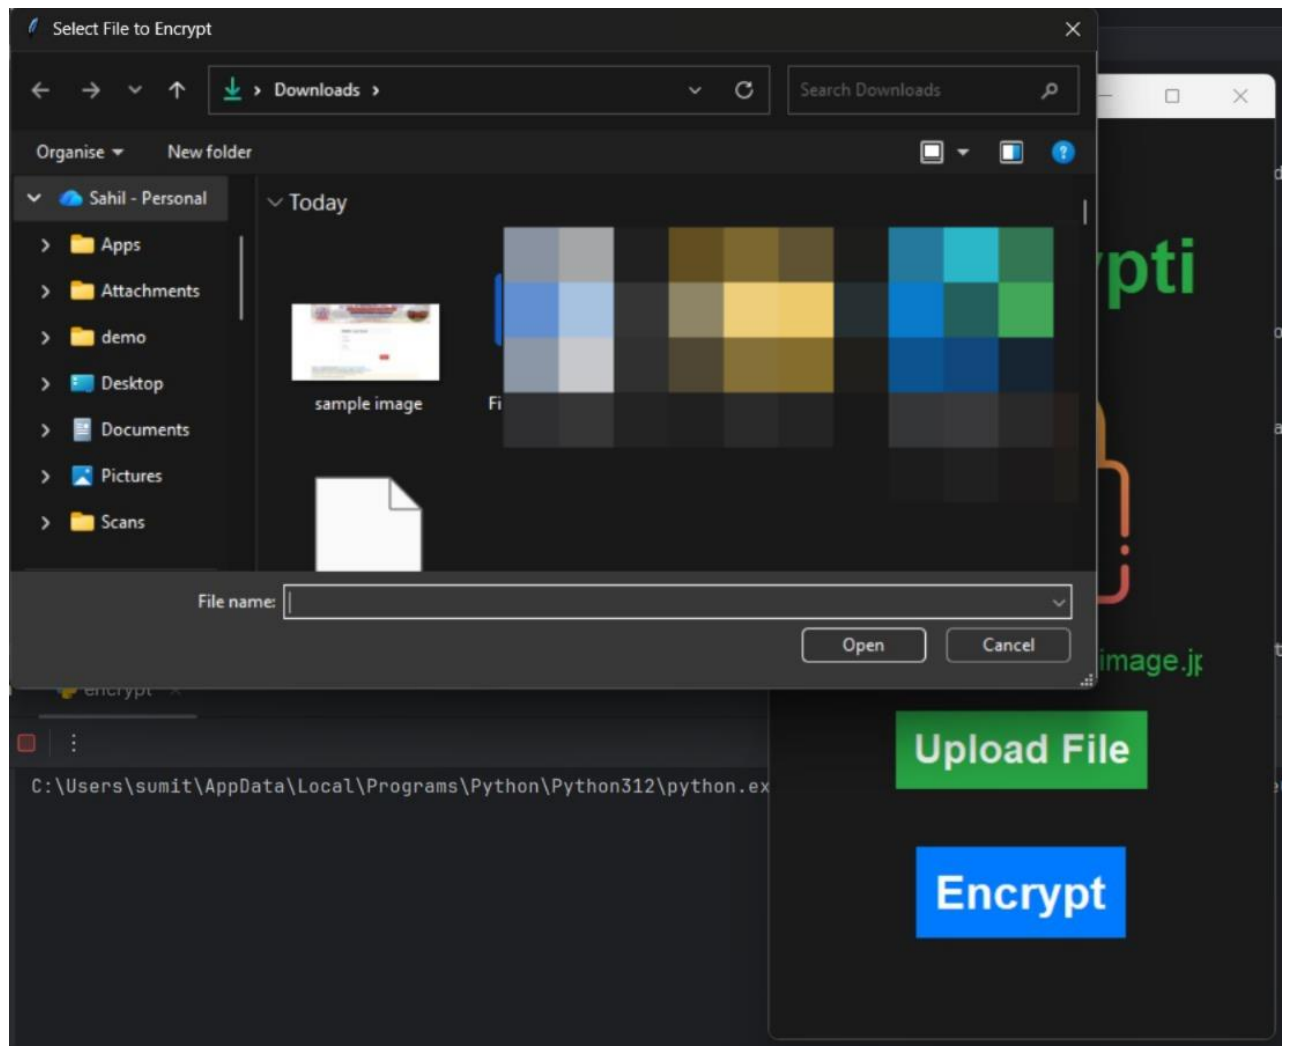 Select File to Encrypt
Downloads
Search Downloads
Organise
New folder
Sahil - Personal
Today
Apps
Attachments
demo
Desktop
Documents
Pictures
Scans
sample image
Fi
pti
File name:
Open
Cancel
image.jp
encrypt
Upload File
C:\Users\sumit\AppData\Local\Programs\Python\Python312\python.ex
Encrypt